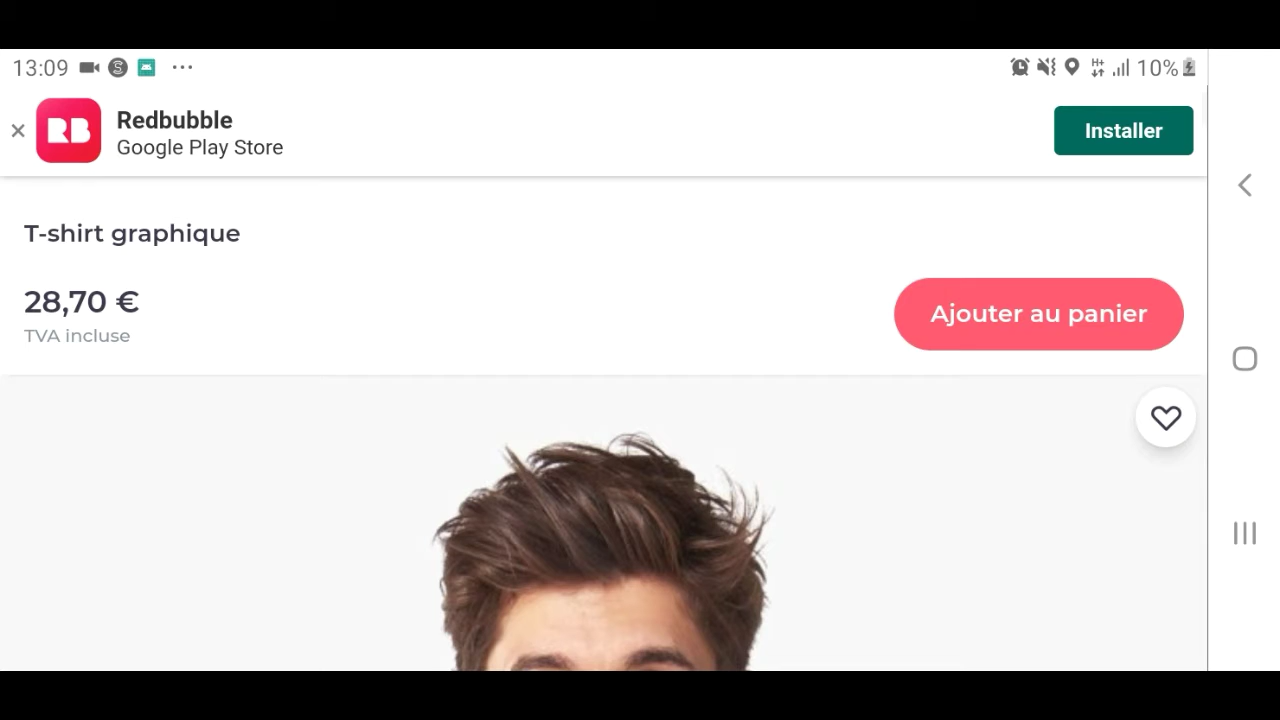 13:09
10%
RB
Redbubble
Google Play Store
Installer
T-shirt graphique
28,70 €
TVA incluse
Ajouter au panier